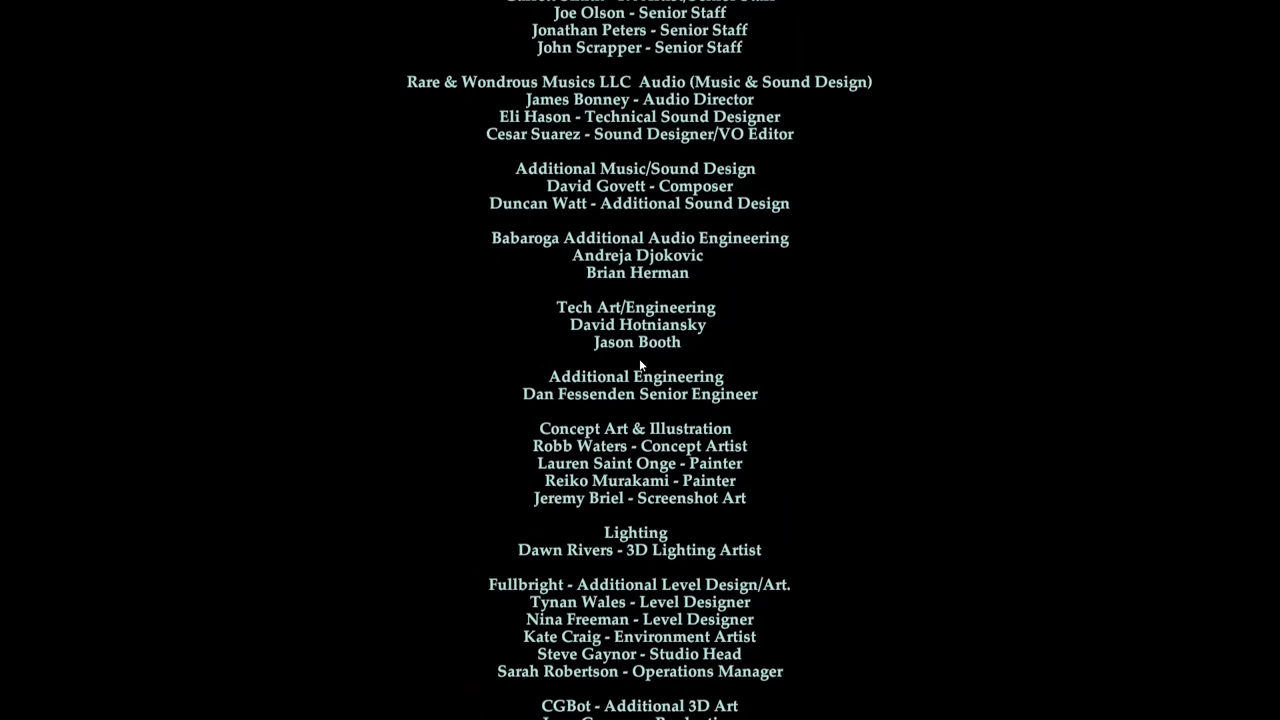 Joe Olson - Senior Staff
Jonathan Peters - Senior Staff
John Scrapper - Senior Staff
Rare & Wondrous Musics LLC  Audio (Music & Sound Design)
James Bonney - Audio Director
Eli Hason - Technical Sound Designer
Cesar Suarez - Sound Designer/VO Editor
Additional Music/Sound Design
David Govett - Composer
Duncan Watt - Additional Sound Design
Babaroga Additional Audio Engineering
Andreja Djokovic
Brian Herman
Tech Art/Engineering
David Hotniansky
Jason Booth
Additional Engineering
Dan Fessenden Senior Engineer
Concept Art & Illustration
Robb Waters - Concept Artist
Lauren Saint Onge - Painter
Reiko Murakami - Painter
Jeremy Briel - Screenshot Art
Lighting
Dawn Rivers - 3D Lighting Artist
Fullbright - Additional Level Design/Art.
Tynan Wales - Level Designer
Nina Freeman - Level Designer
Kate Craig - Environment Artist
Steve Gaynor - Studio Head
Sarah Robertson - Operations Manager
CGBot - Additional 3D Art